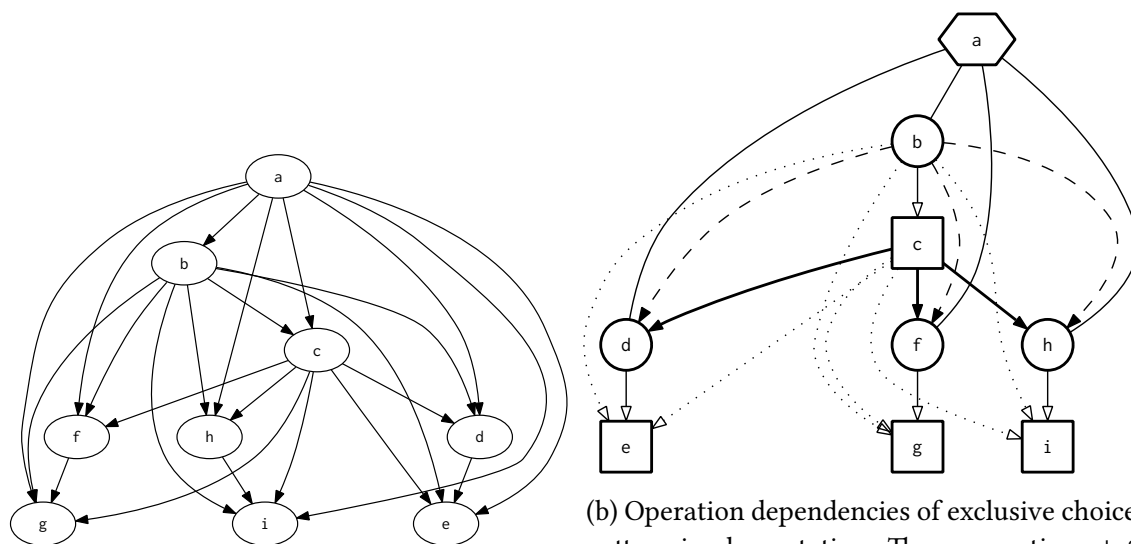 a
b
c
f
h
d
g
i
e
a
b
c
d
f
h
e
g
i
(b) Operation dependencies of exclusive choice